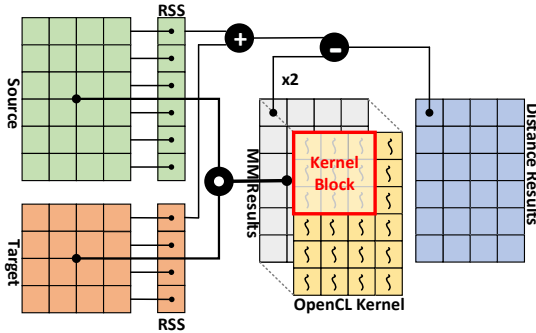 RSS
Source
+
-
x2
MM Results
Kernel
Block
Distance Results
Target
OpenCL Kernel
RSS